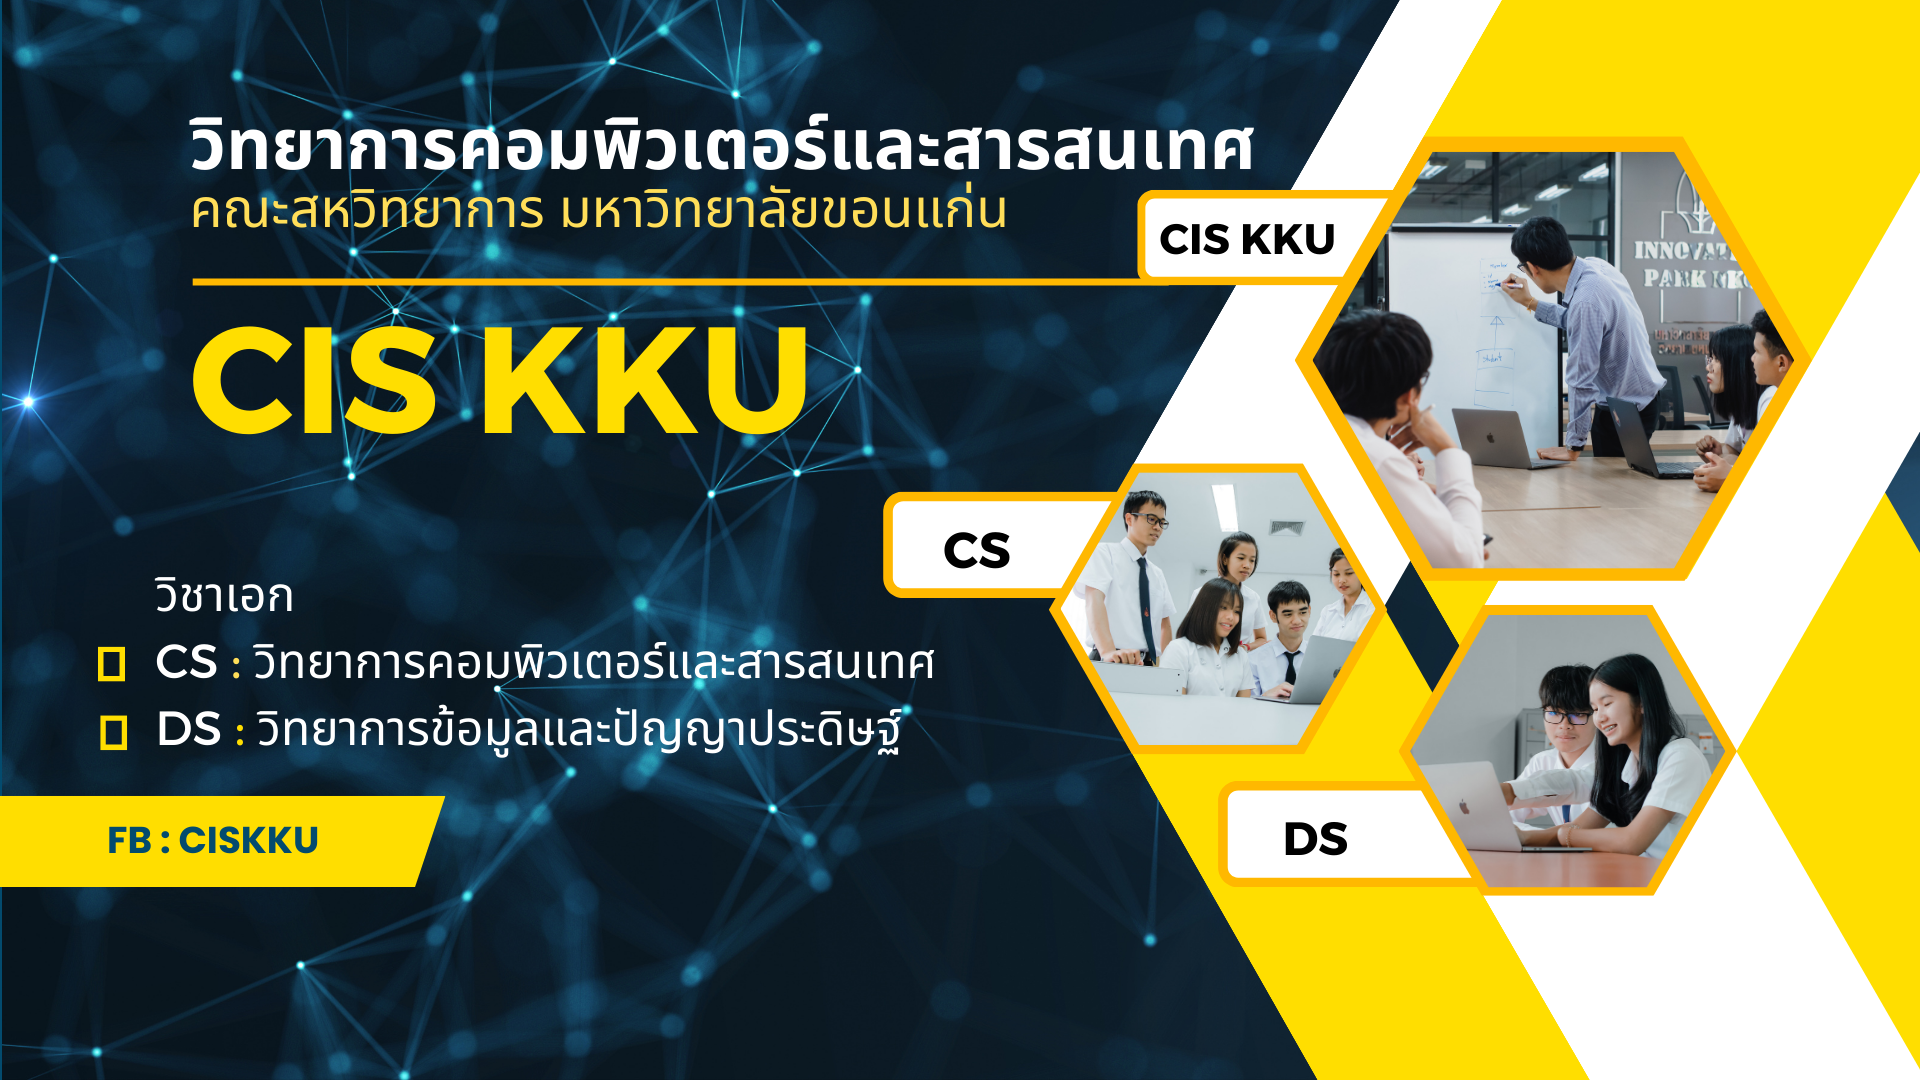 วิทยาการคอมพิวเตอร์และสารสนเทศ
คณะสหวิทยาการ มหาวิทยาลัยขอนแก่น
CIS KKU
CIS KKU
CS
วิชาเอก
CS : วิทยาการคอมพิวเตอร์และสารสนเทศ
DS : วิทยาการข้อมูลและปัญญาประดิษฐ์
DS
FB : CISKKU
PARK KKU
student